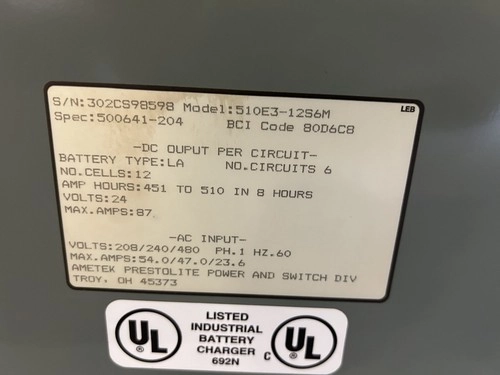 S/N:302CS98598 Model:510E3-12S6M
LEB
Spec:500641-204 BCI Code 80D6C8
-DC OUPUT PER CIRCUIT-
BATTERY TYPE:LA NO.CIRCUITS 6
NO.CELLS:12
AMP HOURS:451 TO 510 IN 8 HOURS
VOLTS:24
MAX.AMPS:87
-AC INPUT-
VOLTS:208/240/480 PH.1 HZ.60
MAX.AMPS:54.0/47.0/23.6
AMETEK PRESTOLITE POWER AND SWITCH DIV
TROY, OH 45373
UL LISTED UL
INDUSTRIAL
BATTERY
CHARGER C
692N